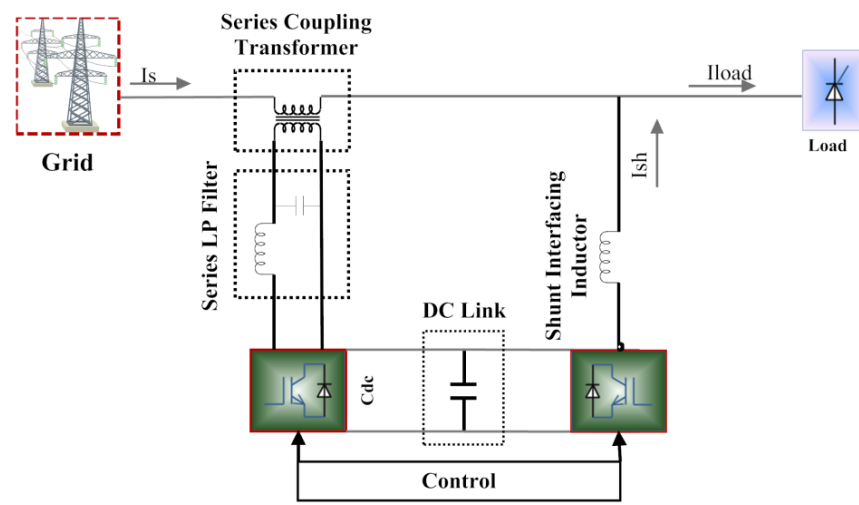 Series Coupling
Transformer
Is
Iload
Grid
Load
Ish
Series LP Filter
Shunt Interfacing
Inductor
DC Link
Cdc
Control